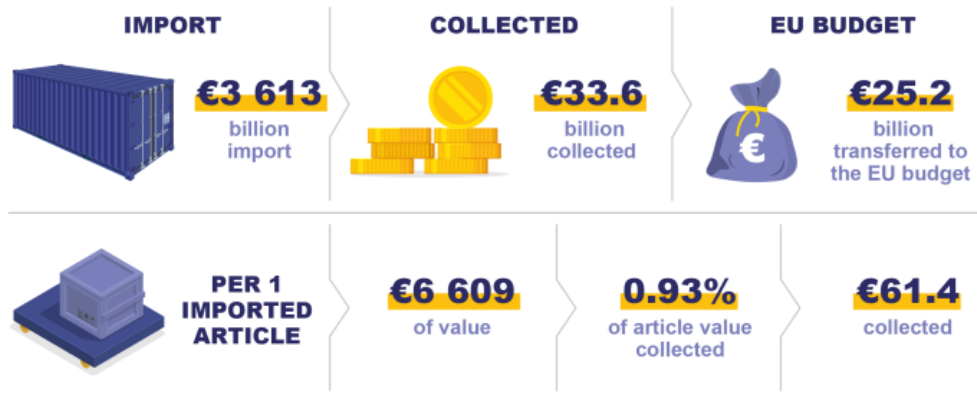 IMPORT
€3 613
billion
import
COLLECTED
€33.6
billion
collected
EU BUDGET
€
€25.2
billion
transferred to
the EU budget
PER 1
IMPORTED
ARTICLE
€6 609
of value
0.93%
of article value
collected
€61.4
collected